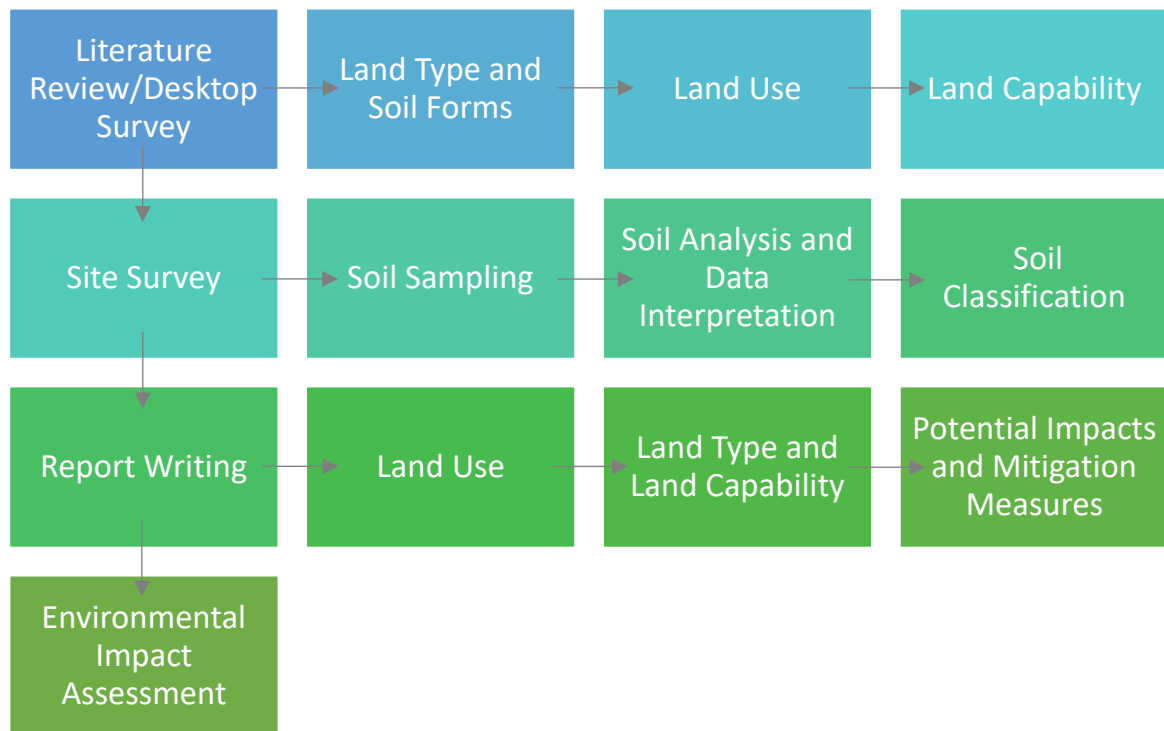 Literature
Review/Desktop
Survey
Land Type and
Soil Forms
Land Use
Land Capability
Site Survey
Soil Sampling
Soil Analysis and
Data
Interpretation
Soil
Classification
Report Writing
Land Use
Land Type and
Land Capability
Potential Impacts
and Mitigation
Measures
Environmental
Impact
Assessment